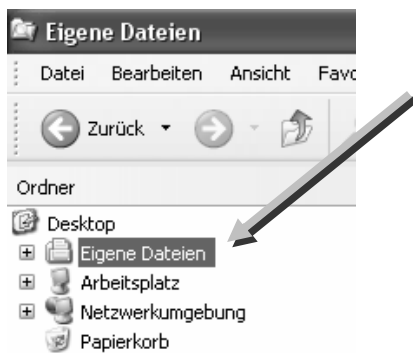 Eigene Dateien
Datei Bearbeiten Ansicht
Zurück
Ordner
Desktop
Eigene Dateien
Arbeitsplatz
Netzwerkumgebung
Papierkorb